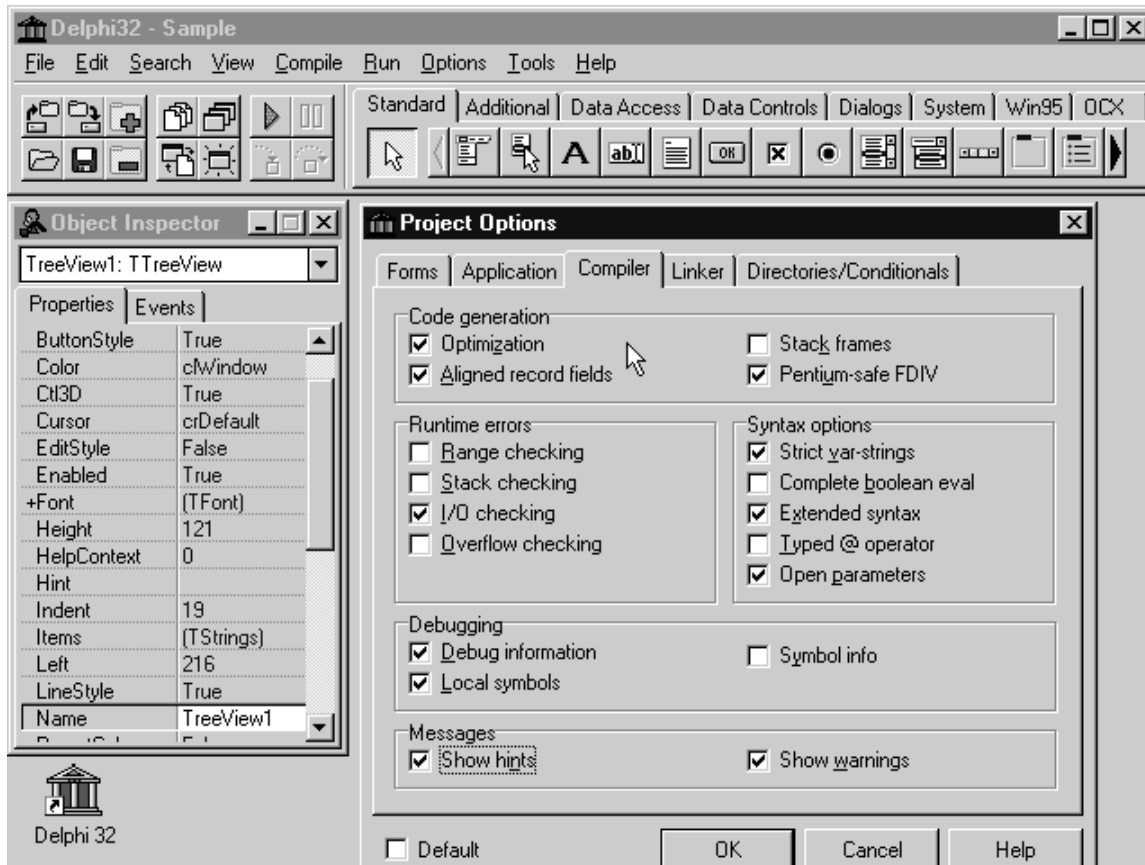 Delphi32 - Sample
File Edit Search View Compile Run Options Tools Help
Standard Additional Data Access Data Controls Dialogs System Win95 OCX
A ab OK
Object Inspector
TreeView1: TTreeView
Properties Events
ButtonStyle True
Color clWindow
Ctl3D True
Cursor crDefault
EditStyle False
Enabled True
+Font (TFont)
Height 121
HelpContext 0
Hint
Indent 19
Items (TStrings)
Left 216
LineStyle True
Name TreeView1
Delphi 32
Project Options
Forms Application Compiler Linker Directories/Conditionals
Code generation
Optimization Stack frames
Aligned record fields Pentium-safe FDIV
Runtime errors
Range checking
Stack checking
I/O checking
Overflow checking
Syntax options
Strict var-strings
Complete boolean eval
Extended syntax
Typed @ operator
Open parameters
Debugging
Debug information Symbol info
Local symbols
Messages
Show hints Show warnings
Default OK Cancel Help